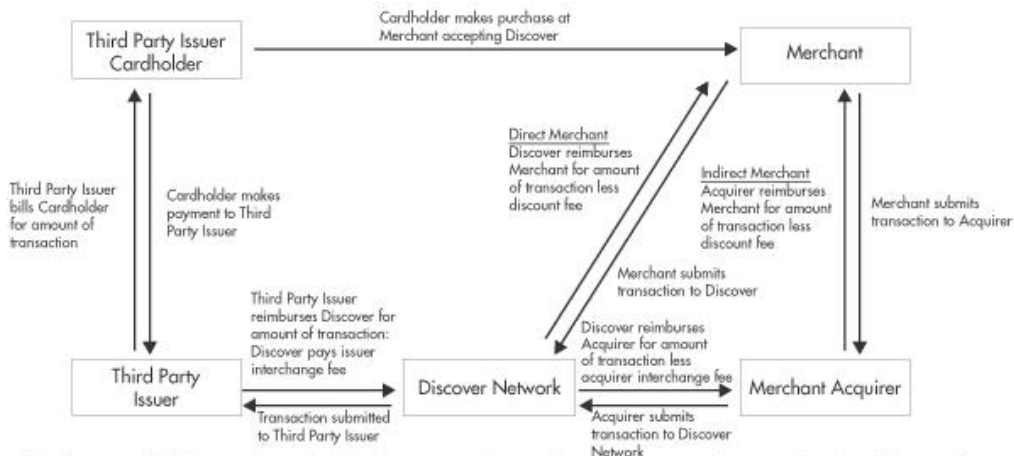 Cardholder makes purchase at
Merchant accepting Discover
Third Party Issuer
Cardholder
Merchant
Direct Merchant
Discover reimburses
Merchant for amount
of transaction less
discount fee
Indirect Merchant
Acquirer reimburses
Merchant for amount
of transaction less
discount fee
Third Party Issuer
bills Cardholder
for amount of
transaction
Cardholder makes
payment to Third
Party Issuer
Merchant submits
transaction to Acquirer
Merchant submits
transaction to Discover
Third Party Issuer
reimburses Discover for
amount of transaction:
Discover pays issuer
interchange fee
Discover reimburses
Acquirer for amount
of transaction less
acquirer interchange fee
Third Party
Issuer
Discover Network
Merchant Acquirer
Transaction submitted
to Third Party Issuer
Acquirer submits
transaction to Discover
Network